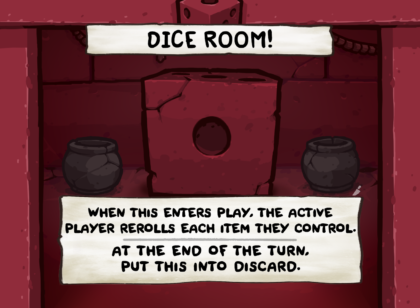 DICE ROOM!
WHEN THIS ENTERS PLAY, THE ACTIVE
PLAYER REROLLS EACH ITEM THEY CONTROL.
AT THE END OF THE TURN,
PUT THIS INTO DISCARD.